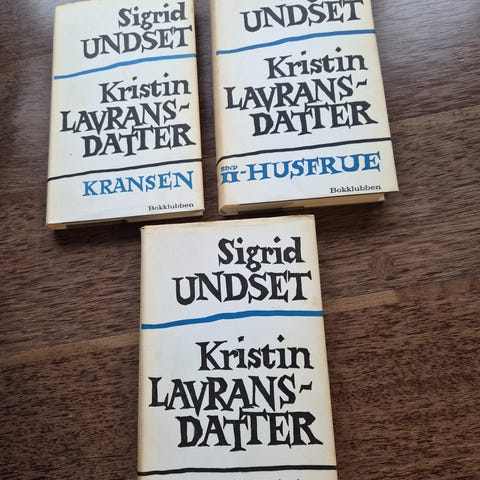 Sigrid
UNDSET
Kristin
LAVRANS-
DATTER
KRANSEN
Bokklubben
UNDSET
Kristin
LAVRANS-
DATTER
BIND
II-HUSFRUE
Bokklubben
Sigrid
UNDSET
Kristin
LAVRANS-
DATTER